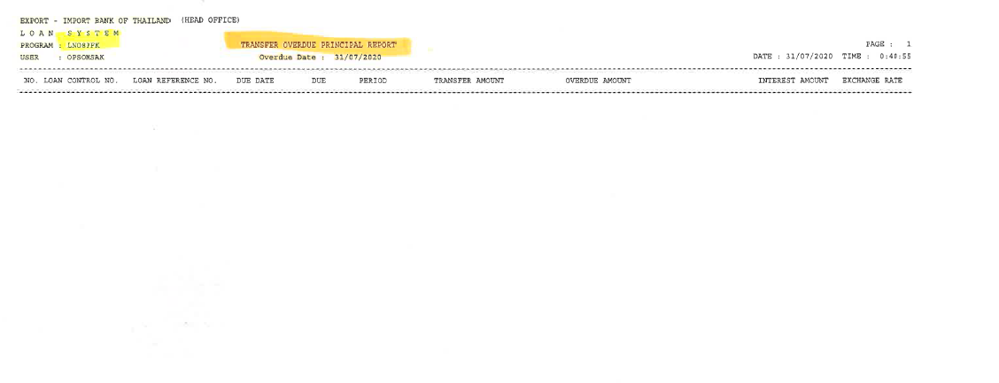 EXPORT - IMPORT BANK OF THAILAND (HEAD OFFICE)
L O A N S Y S T E M
PROGRAM : LN08JPK TRANSFER OVERDUE PRINCIPAL REPORT PAGE : 1
USER : OPSOMSAK Overdue Date : 31/07/2020 DATE : 31/07/2020 TIME : 0:40:55
NO. LOAN CONTROL NO. LOAN REFERENCE NO. DUE DATE DUE PERIOD TRANSFER AMOUNT OVERDUE AMOUNT INTEREST AMOUNT EXCHANGE RATE